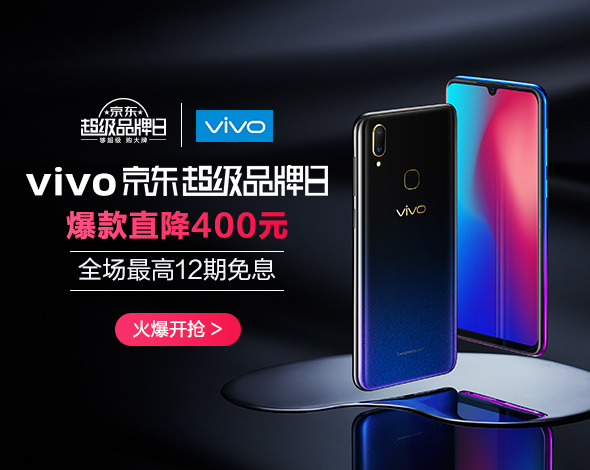 京东
超级品牌日
够超级 购大牌
vivo
vivo 京东超级品牌日
爆款直降400元
全场最高12期免息
火爆开抢 >
vivo